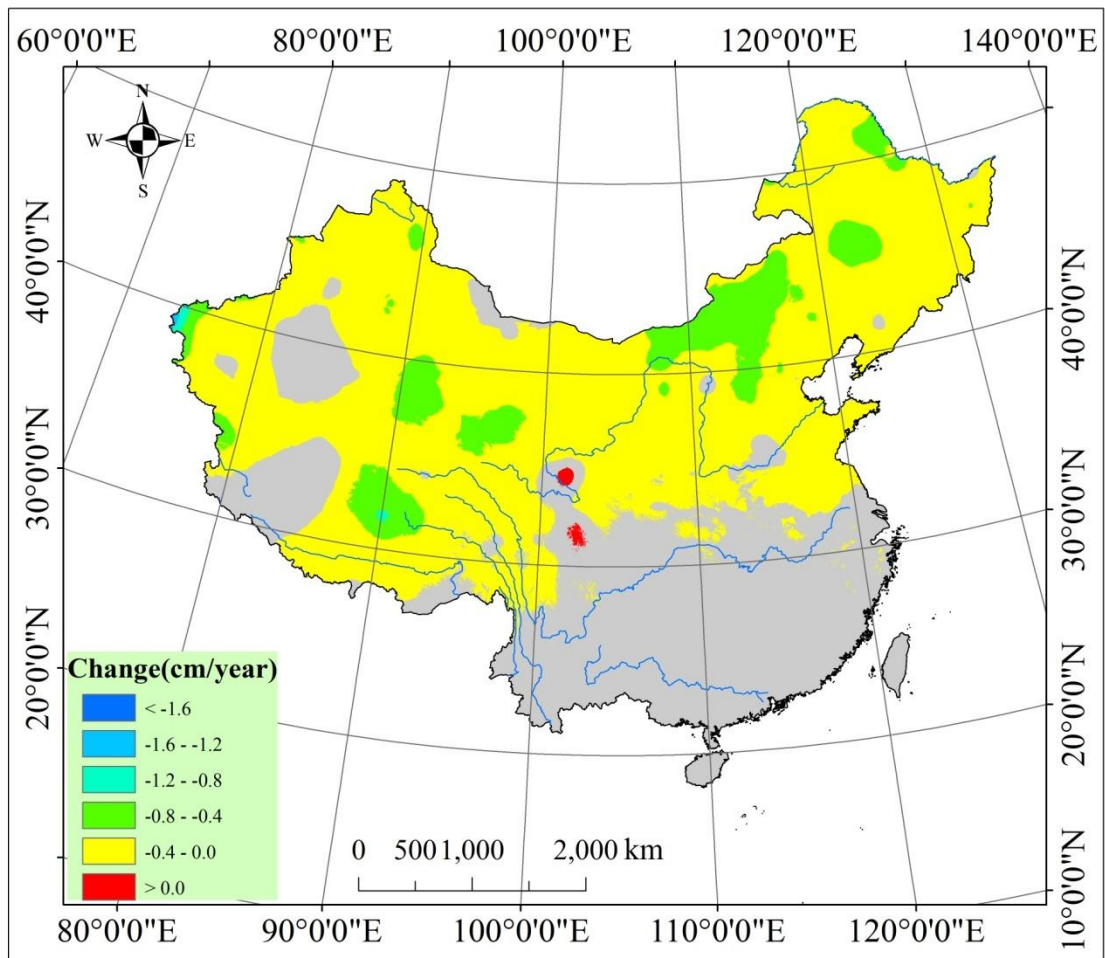 60°0'0"E 80°0'0"E 100°0'0"E 120°0'0"E 140°0'0"E
N
W E
S
40°0'0"N
30°0'0"N
20°0'0"N
40°0'0"N
30°0'0"N
20°0'0"N
10°0'0"N
Change(cm/year)
< -1.6
-1.6 - -1.2
-1.2 - -0.8
-0.8 - -0.4
-0.4 - 0.0
> 0.0
0 500 1,000 2,000 km
80°0'0"E 90°0'0"E 100°0'0"E 110°0'0"E 120°0'0"E